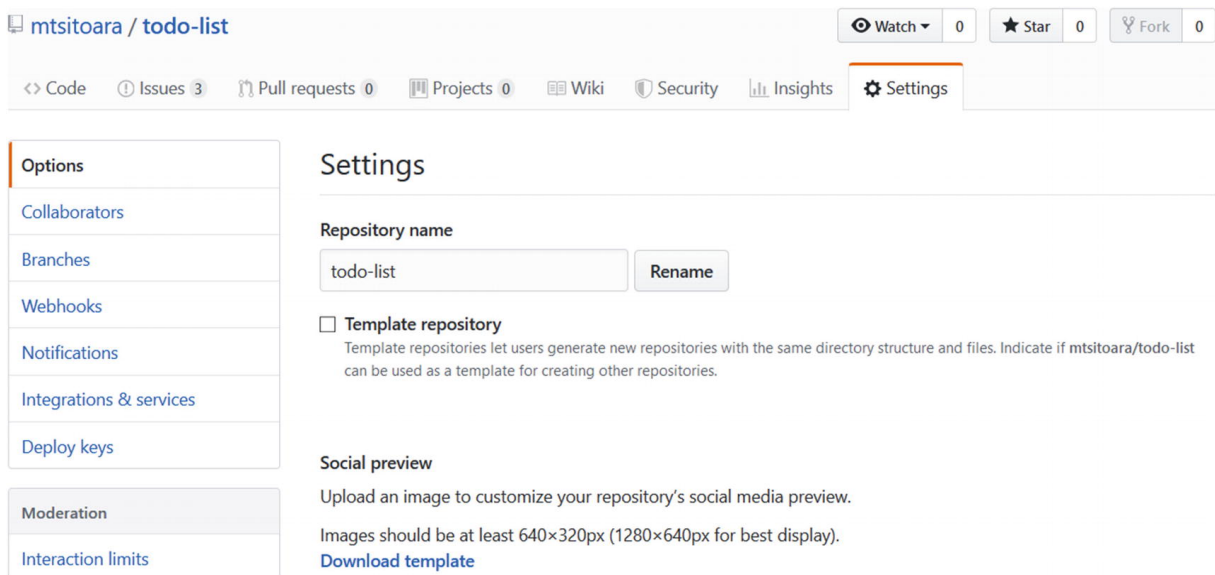 mtsitoara / todo-list
Watch 0 Star 0 Fork 0
Code Issues 3 Pull requests 0 Projects 0 Wiki Security Insights Settings
Options
Collaborators
Branches
Webhooks
Notifications
Integrations & services
Deploy keys
Moderation
Interaction limits
Settings
Repository name
todo-list Rename
Template repository
Template repositories let users generate new repositories with the same directory structure and files. Indicate if mtsitoara/todo-list
can be used as a template for creating other repositories.
Social preview
Upload an image to customize your repository's social media preview.
Images should be at least 640×320px (1280×640px for best display).
Download template